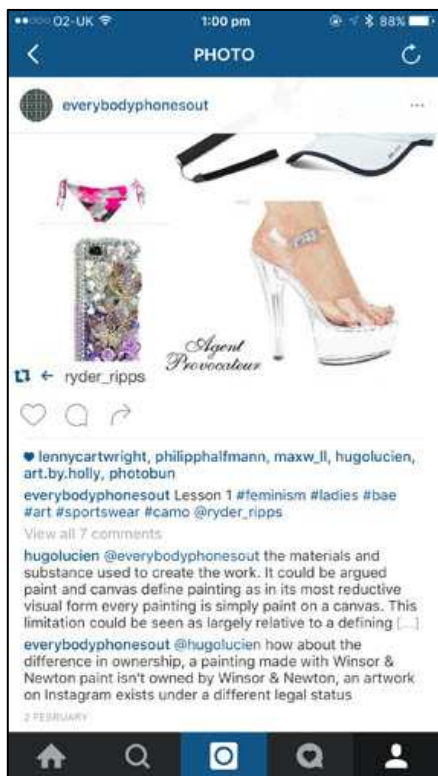 O2-UK 1:00 pm 88%
PHOTO
everybodyphonesout
Agent
Provocateur
ryder_ripps
lennycartwright, philipphalfmann, maxw_ll, hugolucien,
art.by.holly, photobun
everybodyphonesout Lesson 1 #feminism #ladies #bae
#art #sportswear #camo @ryder_ripps
View all 7 comments
hugolucien @everybodyphonesout the materials and
substance used to create the work. It could be argued
paint and canvas define painting as in its most reductive
visual form every painting is simply paint on a canvas. This
limitation could be seen as largely relative to a defining [...]
everybodyphonesout @hugolucien how about the
difference in ownership, a painting made with Winsor &
Newton paint isn't owned by Winsor & Newton, an artwork
on Instagram exists under a different legal status
2 FEBRUARY